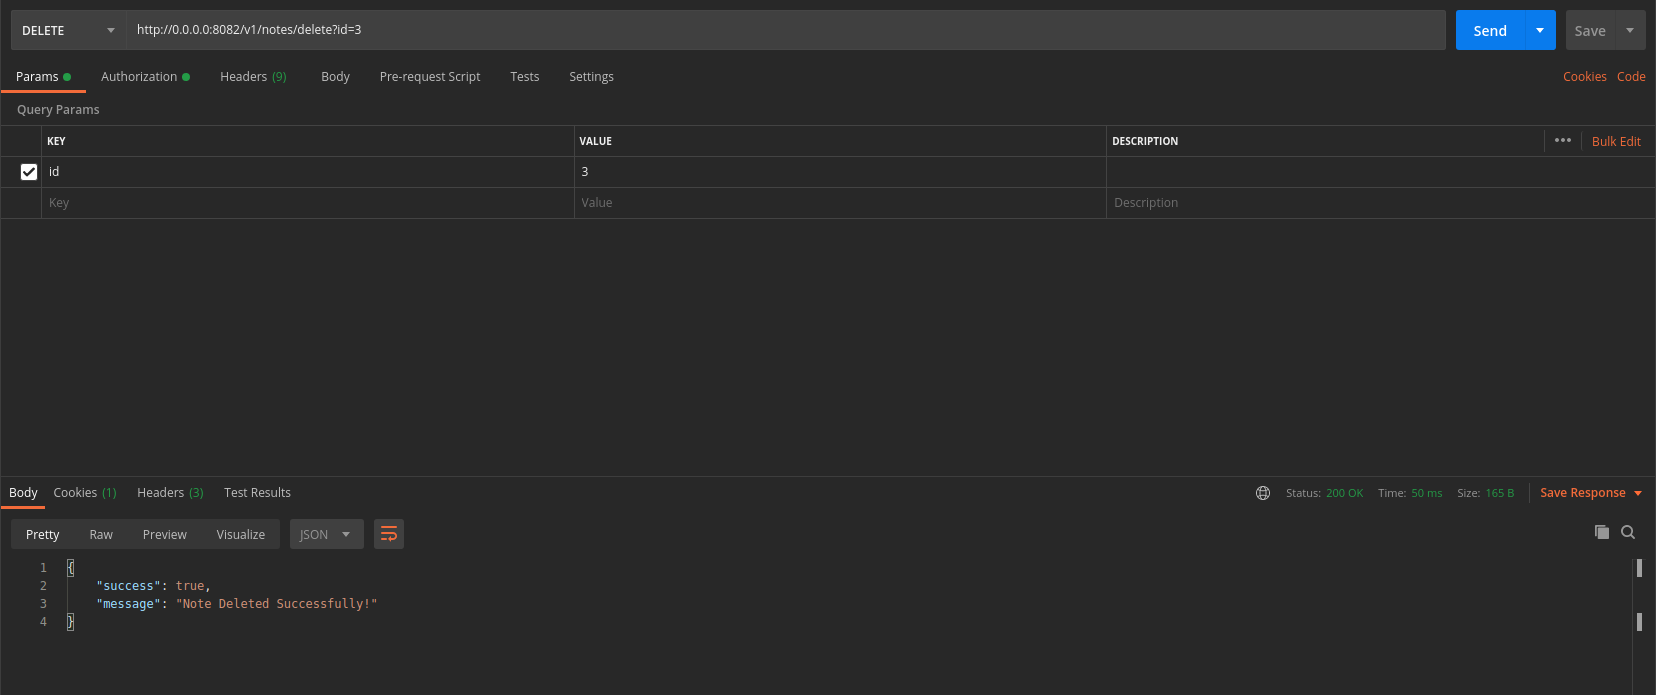 DELETE http://0.0.0.0:8082/v1/notes/delete?id=3 Send Save
Params Authorization Headers (9) Body Pre-request Script Tests Settings Cookies Code
Query Params
KEY VALUE DESCRIPTION ••• Bulk Edit
id 3
Key Value Description
Body Cookies (1) Headers (3) Test Results Status: 200 OK Time: 50 ms Size: 165 B Save Response
Pretty Raw Preview Visualize JSON
1 {
2 "success": true,
3 "message": "Note Deleted Successfully!"
4 }